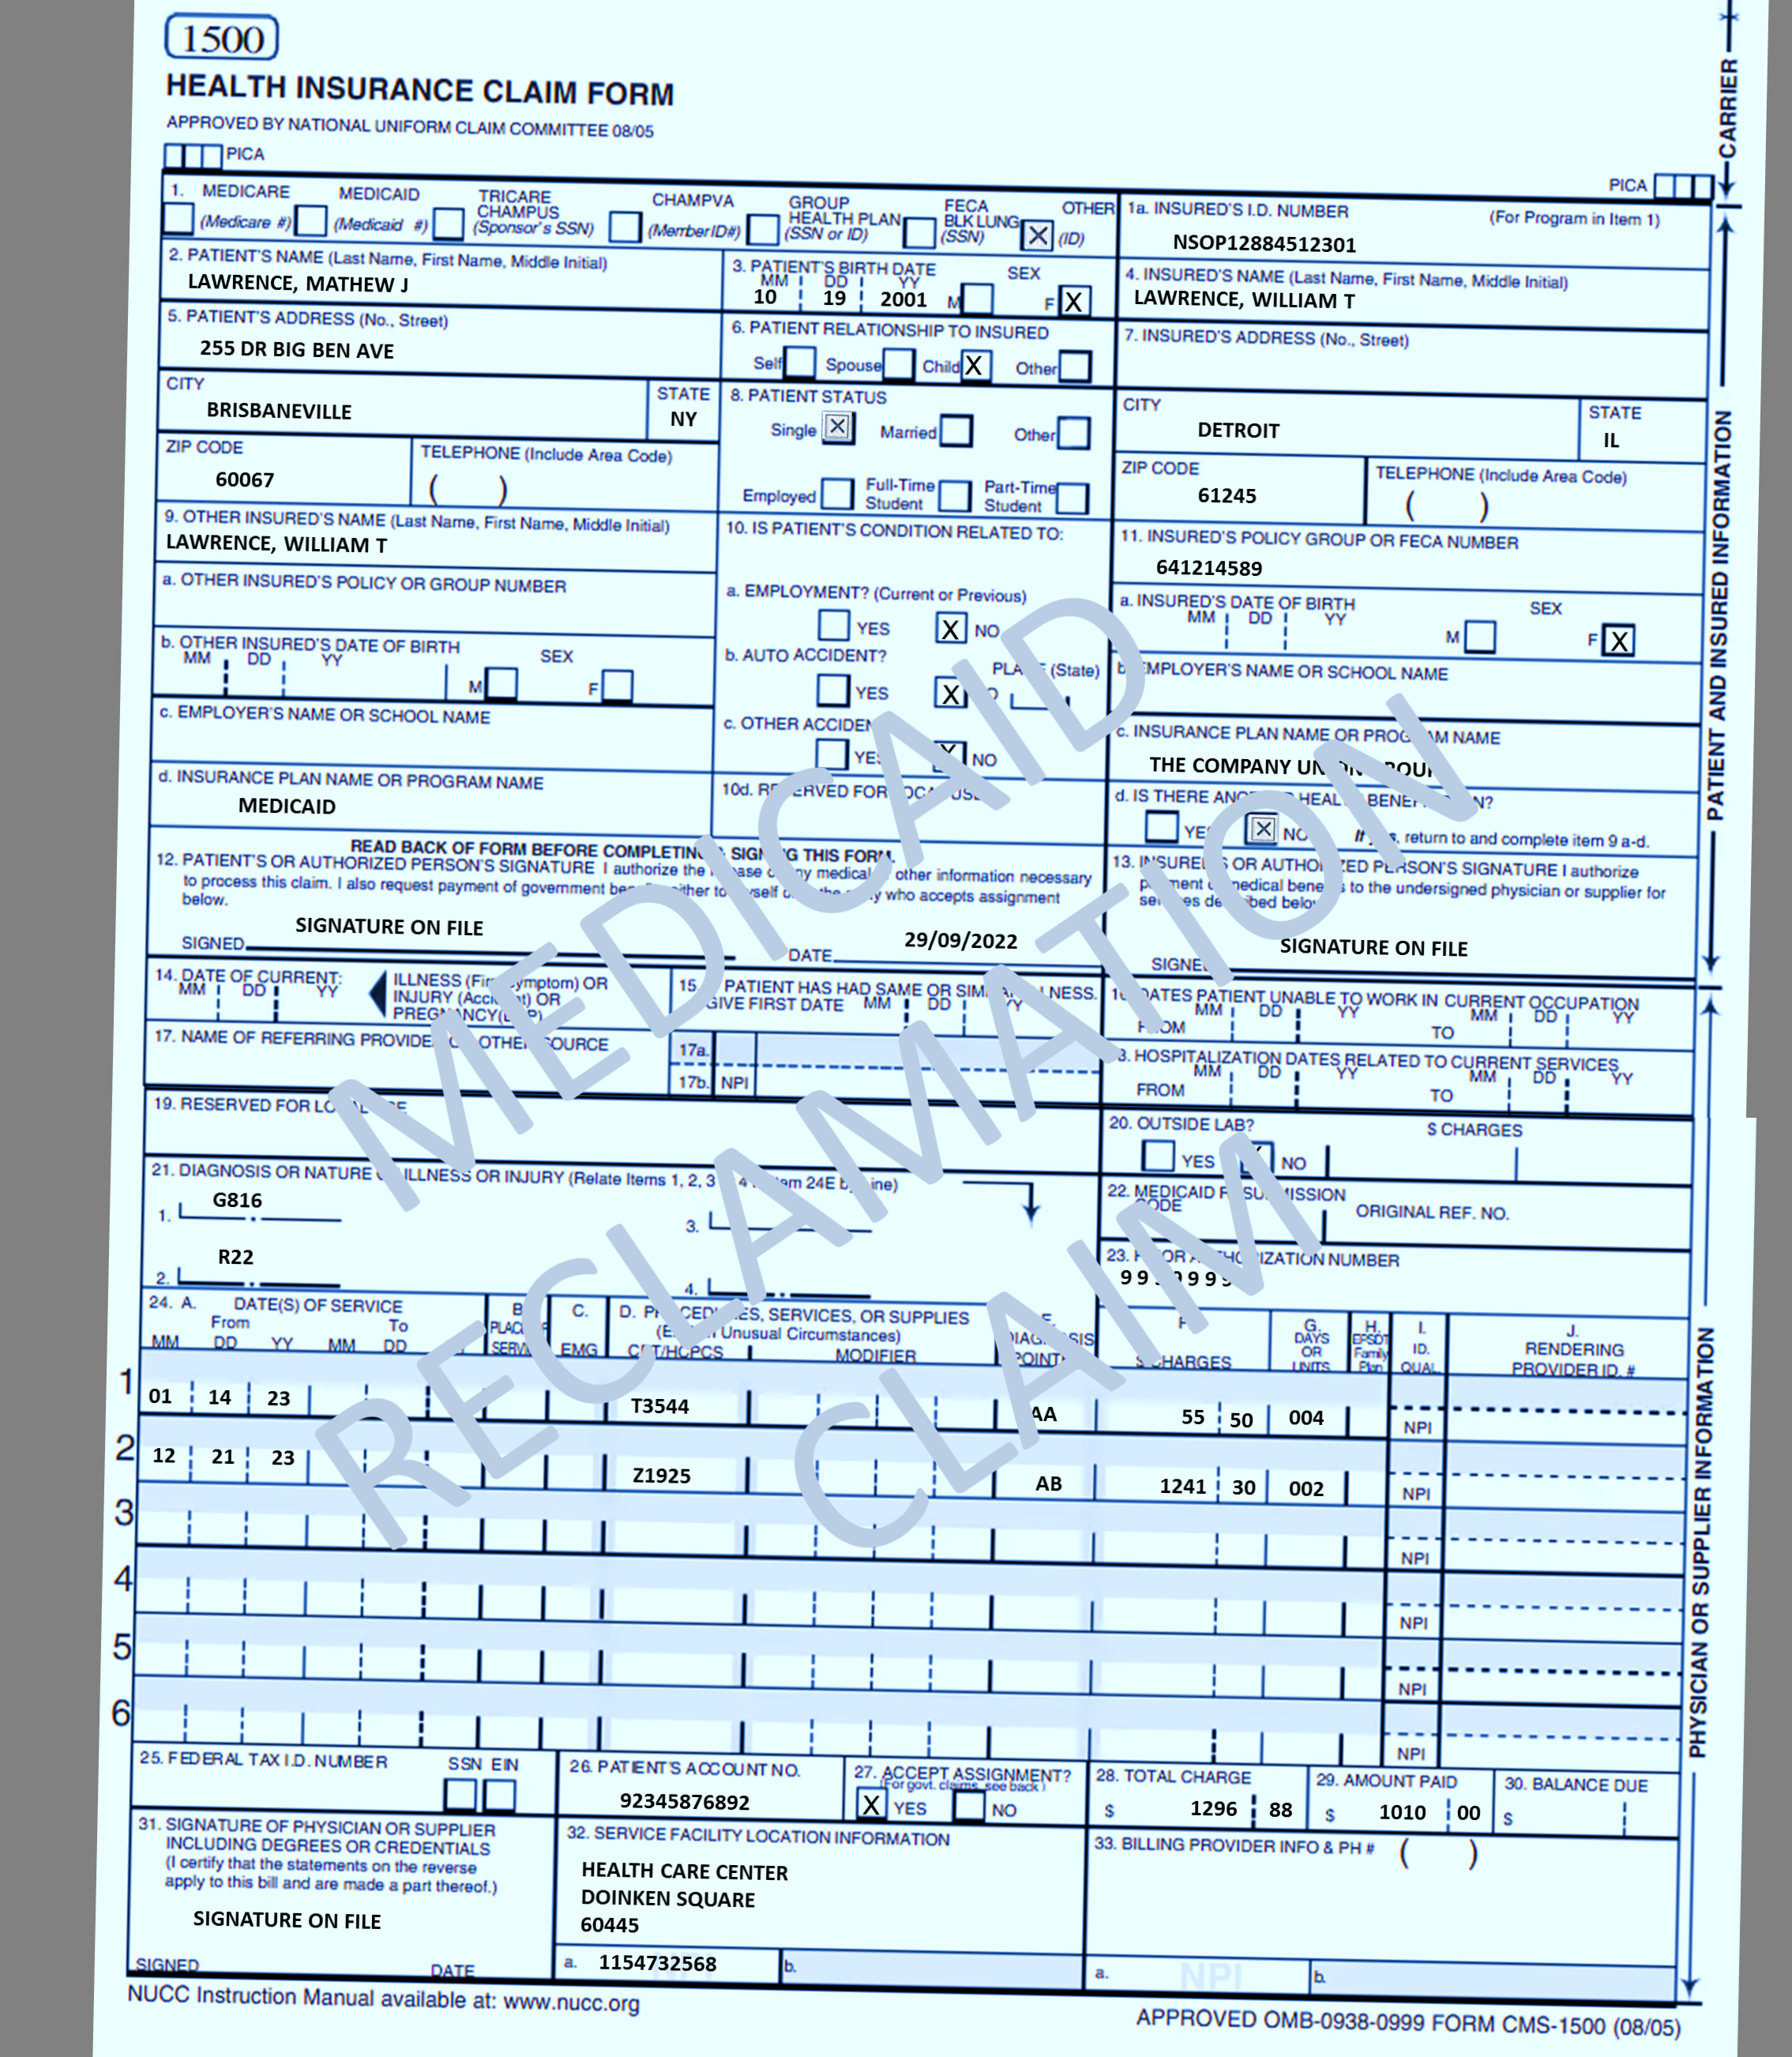 1500
HEALTH INSURANCE CLAIM FORM
APPROVED BY NATIONAL UNIFORM CLAIM COMMITTEE 08/05
CARRIER
PICA
PICA
1. MEDICARE MEDICAID TRICARE CHAMPUS CHAMPVA GROUP HEALTH PLAN FECA BLK LUNG OTHER
(Medicare #) (Medicaid #) (Sponsor's SSN) (Member ID#) (SSN or ID) (SSN) X (ID)
1a. INSURED'S I.D. NUMBER (For Program in Item 1)
NSOP12884512301
2. PATIENT'S NAME (Last Name, First Name, Middle Initial)
LAWRENCE, MATHEW J
3. PATIENT'S BIRTH DATE SEX
MM DD YY
10 19 2001 M F X
4. INSURED'S NAME (Last Name, First Name, Middle Initial)
LAWRENCE, WILLIAM T
5. PATIENT'S ADDRESS (No., Street)
255 DR BIG BEN AVE
6. PATIENT RELATIONSHIP TO INSURED
Self Spouse Child X Other
7. INSURED'S ADDRESS (No., Street)
CITY STATE
BRISBANEVILLE NY
8. PATIENT STATUS
Single X Married Other
Employed Full-Time Student Part-Time Student
CITY STATE
DETROIT IL
ZIP CODE TELEPHONE (Include Area Code)
60067 ( )
ZIP CODE TELEPHONE (Include Area Code)
61245 ( )
9. OTHER INSURED'S NAME (Last Name, First Name, Middle Initial)
LAWRENCE, WILLIAM T
10. IS PATIENT'S CONDITION RELATED TO:
11. INSURED'S POLICY GROUP OR FECA NUMBER
641214589
a. OTHER INSURED'S POLICY OR GROUP NUMBER
a. EMPLOYMENT? (Current or Previous)
YES X NO
a. INSURED'S DATE OF BIRTH SEX
MM DD YY M F X
b. OTHER INSURED'S DATE OF BIRTH SEX
MM DD YY M F
b. AUTO ACCIDENT? PLACE (State)
YES X NO
b. EMPLOYER'S NAME OR SCHOOL NAME
c. EMPLOYER'S NAME OR SCHOOL NAME
c. OTHER ACCIDENT
YES X NO
c. INSURANCE PLAN NAME OR PROGRAM NAME
THE COMPANY UNION GROUP
d. INSURANCE PLAN NAME OR PROGRAM NAME
MEDICAID
10d. RESERVED FOR LOCAL USE
d. IS THERE ANOTHER HEALTH BENEFIT PLAN?
YES X NO If yes, return to and complete item 9 a-d.
PATIENT AND INSURED INFORMATION
READ BACK OF FORM BEFORE COMPLETING & SIGNING THIS FORM.
12. PATIENT'S OR AUTHORIZED PERSON'S SIGNATURE I authorize the release of any medical or other information necessary
to process this claim. I also request payment of government benefits either to myself or to the party who accepts assignment
below.
SIGNATURE ON FILE 29/09/2022
SIGNED DATE
13. INSURED'S OR AUTHORIZED PERSON'S SIGNATURE I authorize
payment of medical benefits to the undersigned physician or supplier for
services described below.
SIGNATURE ON FILE
SIGNED
14. DATE OF CURRENT:
MM DD YY
ILLNESS (First symptom) OR
INJURY (Accident) OR
PREGNANCY(LMP)
15. PATIENT HAS HAD SAME OR SIMILAR ILLNESS.
GIVE FIRST DATE MM DD YY
16. DATES PATIENT UNABLE TO WORK IN CURRENT OCCUPATION
MM DD YY MM DD YY
FROM TO
17. NAME OF REFERRING PROVIDER OR OTHER SOURCE
17a.
17b. NPI
18. HOSPITALIZATION DATES RELATED TO CURRENT SERVICES
MM DD YY MM DD YY
FROM TO
19. RESERVED FOR LOCAL USE
20. OUTSIDE LAB? $ CHARGES
YES X NO
21. DIAGNOSIS OR NATURE OF ILLNESS OR INJURY (Relate Items 1, 2, 3 or 4 to Item 24E by Line)
1. G816
2. R22
3.
4.
22. MEDICAID RESUBMISSION
CODE ORIGINAL REF. NO.
23. PRIOR AUTHORIZATION NUMBER
9999999
24. A. DATE(S) OF SERVICE
From To
MM DD YY MM DD
B. PLACE OF SERVICE
C. EMG
D. PROCEDURES, SERVICES, OR SUPPLIES
(Explain Unusual Circumstances)
CPT/HCPCS MODIFIER
E. DIAGNOSIS POINTER
F. $ CHARGES
G. DAYS OR UNITS
H. EPSDT Family Plan
I. ID. QUAL.
J. RENDERING PROVIDER ID. #
1 01 14 23 T3544 AA 55 50 004 NPI
2 12 21 23 Z1925 AB 1241 30 002 NPI
3 NPI
4 NPI
5 NPI
6 NPI
PHYSICIAN OR SUPPLIER INFORMATION
25. FEDERAL TAX I.D. NUMBER SSN EIN
26. PATIENT'S ACCOUNT NO.
92345876892
27. ACCEPT ASSIGNMENT?
(For govt. claims, see back)
X YES NO
28. TOTAL CHARGE
$ 1296 88
29. AMOUNT PAID
$ 1010 00
30. BALANCE DUE
$
31. SIGNATURE OF PHYSICIAN OR SUPPLIER
INCLUDING DEGREES OR CREDENTIALS
(I certify that the statements on the reverse
apply to this bill and are made a part thereof.)
SIGNATURE ON FILE
SIGNED DATE
32. SERVICE FACILITY LOCATION INFORMATION
HEALTH CARE CENTER
DOINKEN SQUARE
60445
a. 1154732568 NPI b.
33. BILLING PROVIDER INFO & PH # ( )
a. NPI b.
NUCC Instruction Manual available at: www.nucc.org
APPROVED OMB-0938-0999 FORM CMS-1500 (08/05)
MEDICAID
RECLAMATION
CLAIM